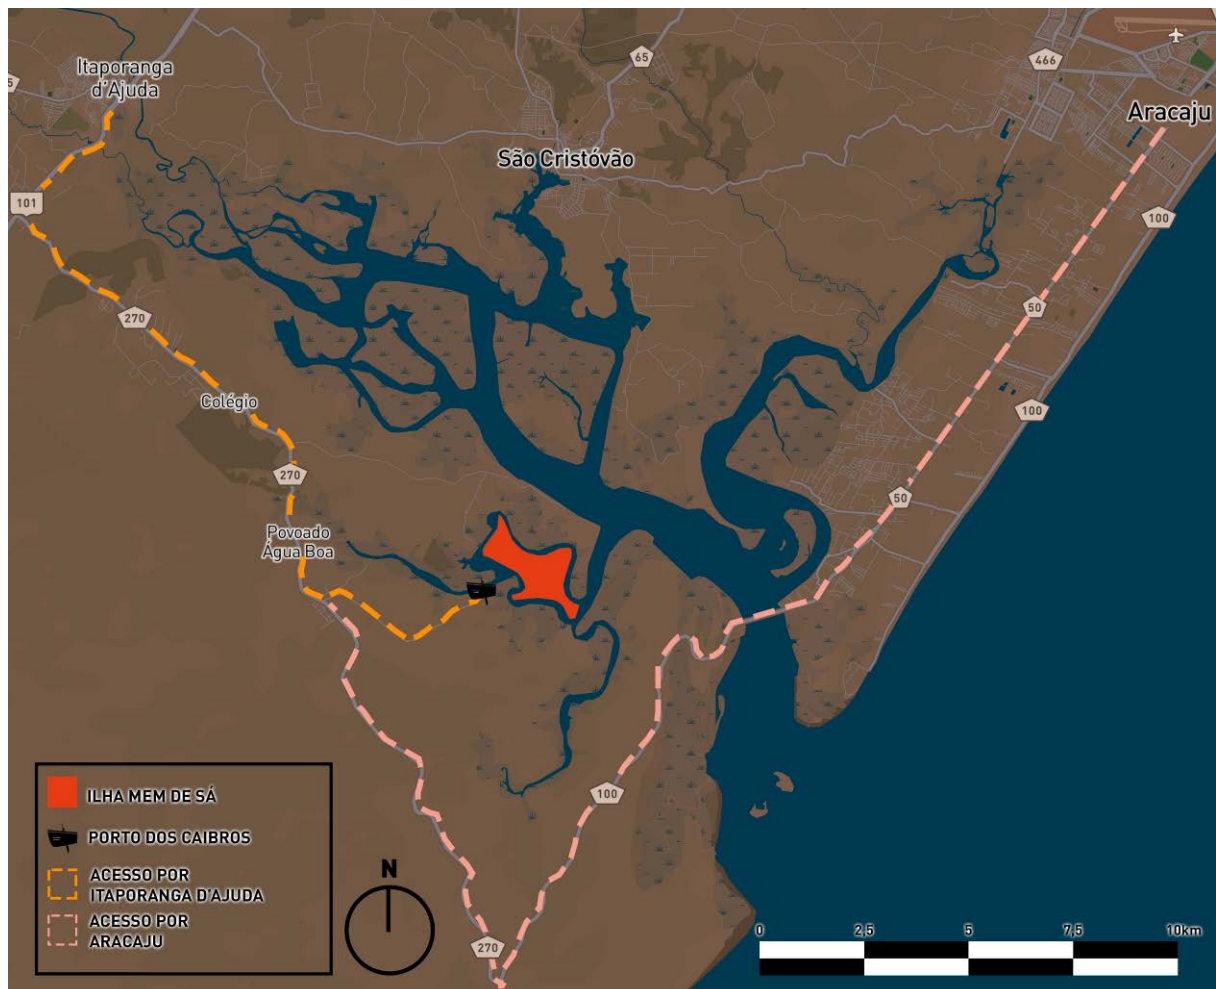 Itaporanga
d'Ajuda
65
466
5
Aracaju
São Cristóvão
101
100
270
50
Colégio
100
270
50
Povoado
Água Boa
100
270
ILHA MEM DE SÁ
PORTO DOS CAIBROS
ACESSO POR
ITAPORANGA D'AJUDA
ACESSO POR
ARACAJU
N
0 2,5 5 7,5 10km